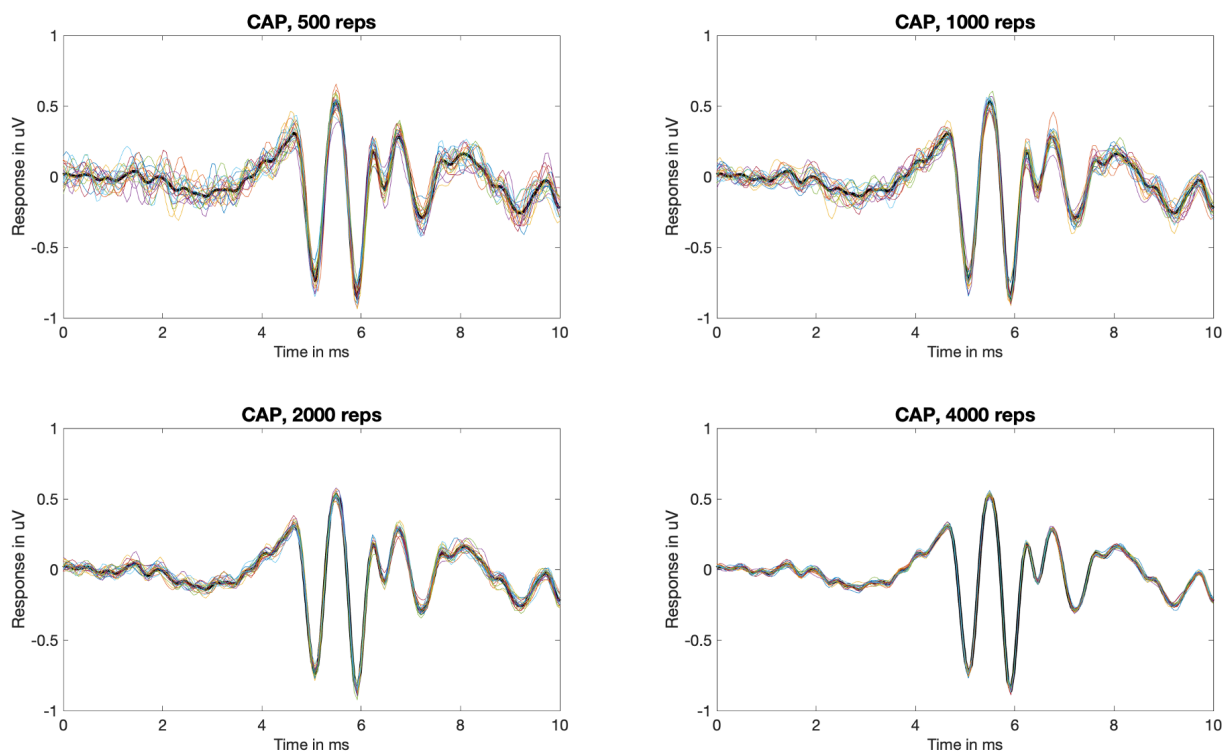 CAP, 500 reps
1
0.5
0
-0.5
-1
Response in uV
0 2 4 6 8 10
Time in ms
CAP, 1000 reps
1
0.5
0
-0.5
-1
Response in uV
0 2 4 6 8 10
Time in ms
CAP, 2000 reps
1
0.5
0
-0.5
-1
Response in uV
0 2 4 6 8 10
Time in ms
CAP, 4000 reps
1
0.5
0
-0.5
-1
Response in uV
0 2 4 6 8 10
Time in ms